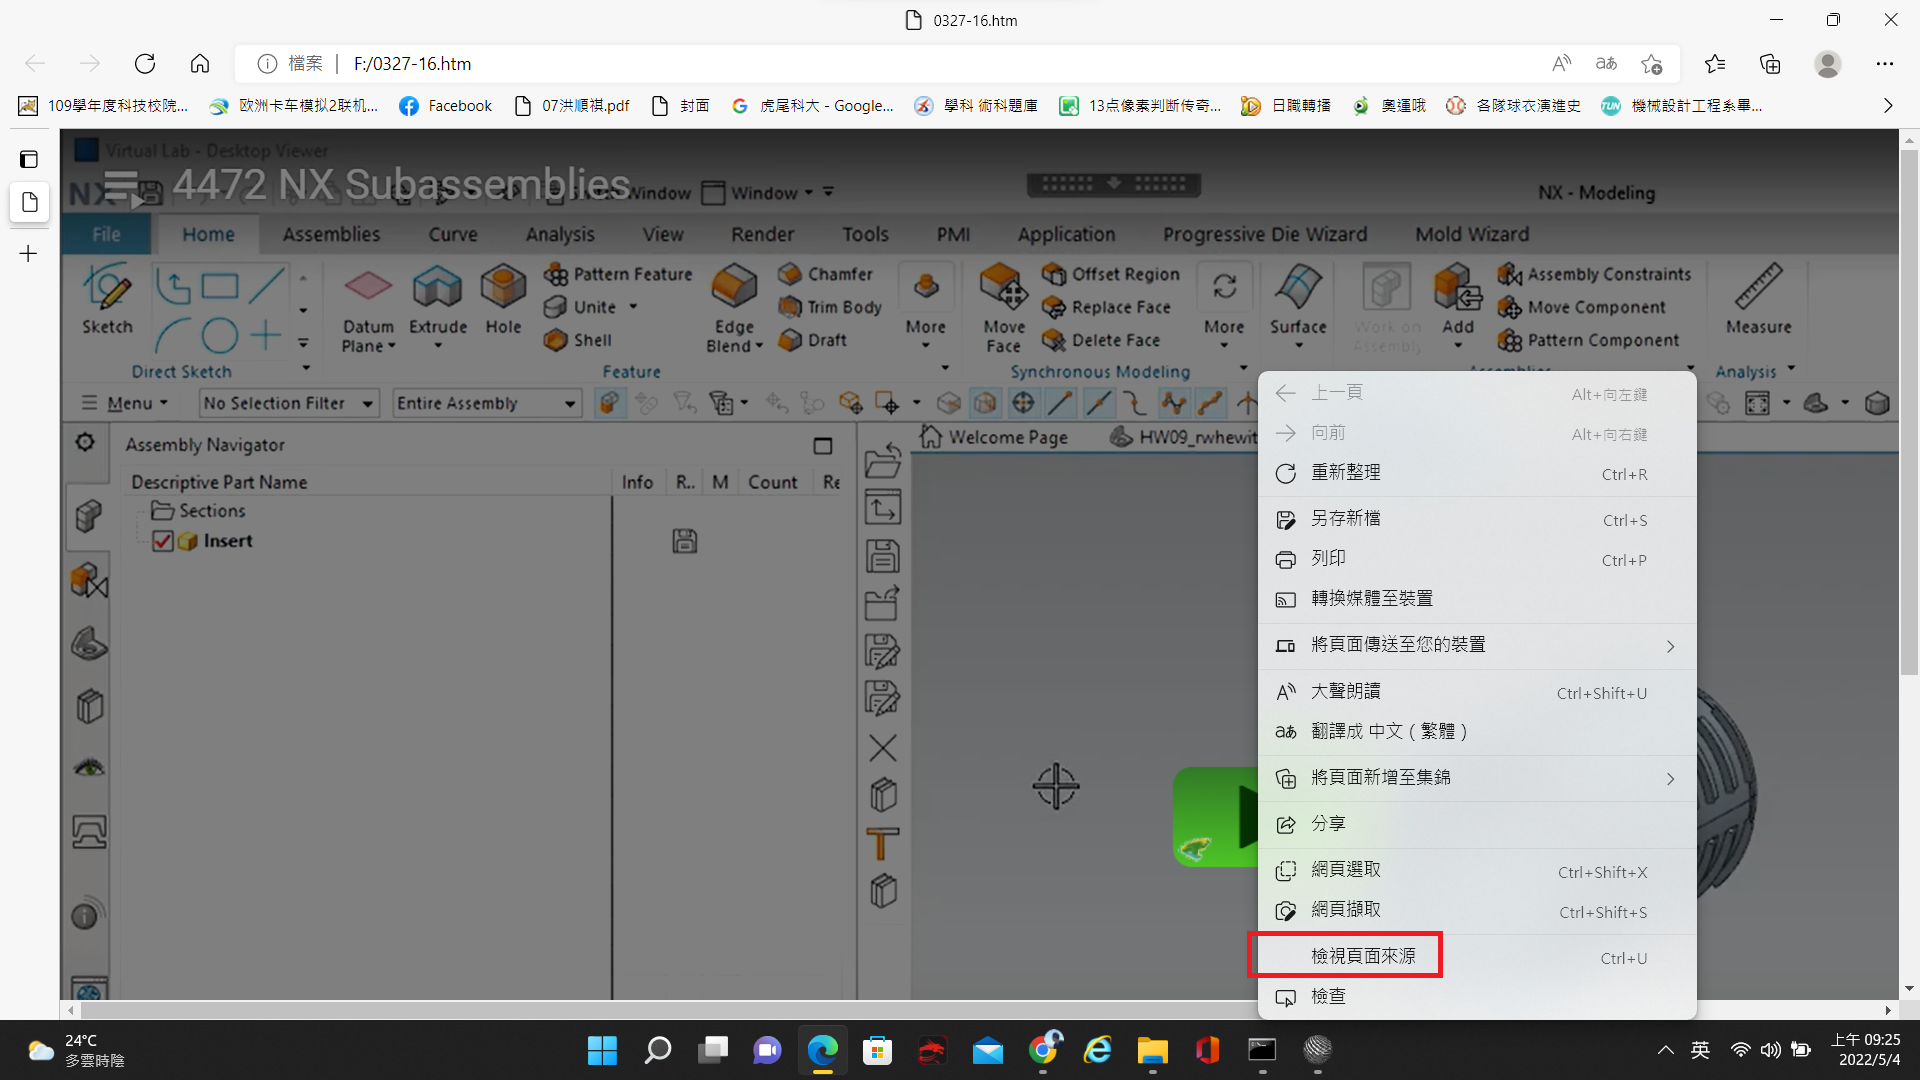 0327-16.htm
檔案 F:/0327-16.htm
109學年度科技校院... 欧洲卡车模拟2联机... Facebook 07洪順祺.pdf 封面 虎尾科大 - Google... 學科 術科題庫 13点像素判断传奇... 日職轉播 奧運哦 各隊球衣演進史 機械設計工程系畢...
Virtual Lab - Desktop Viewer
4472 NX Subassemblies
NX Window Window NX - Modeling
File Home Assemblies Curve Analysis View Render Tools PMI Application Progressive Die Wizard Mold Wizard
Pattern Feature Chamfer Offset Region Assembly Constraints
Unite Trim Body Replace Face Move Component
Sketch Datum Plane Extrude Hole Shell Edge Blend Draft More Move Face Delete Face More Surface Work on Assembly Add Pattern Component Measure
Direct Sketch Feature Synchronous Modeling Assemblies Analysis
Menu No Selection Filter Entire Assembly
Assembly Navigator
Welcome Page HW09_rwhewit
Descriptive Part Name Info R.. M Count Re
Sections
Insert
上一頁 Alt+向左鍵
向前 Alt+向右鍵
重新整理 Ctrl+R
另存新檔 Ctrl+S
列印 Ctrl+P
轉換媒體至裝置
將頁面傳送至您的裝置
大聲朗讀 Ctrl+Shift+U
翻譯成 中文 ( 繁體 )
將頁面新增至集錦
分享
網頁選取 Ctrl+Shift+X
網頁擷取 Ctrl+Shift+S
檢視頁面來源 Ctrl+U
檢查
24°C
多雲時陰
英
上午 09:25
2022/5/4